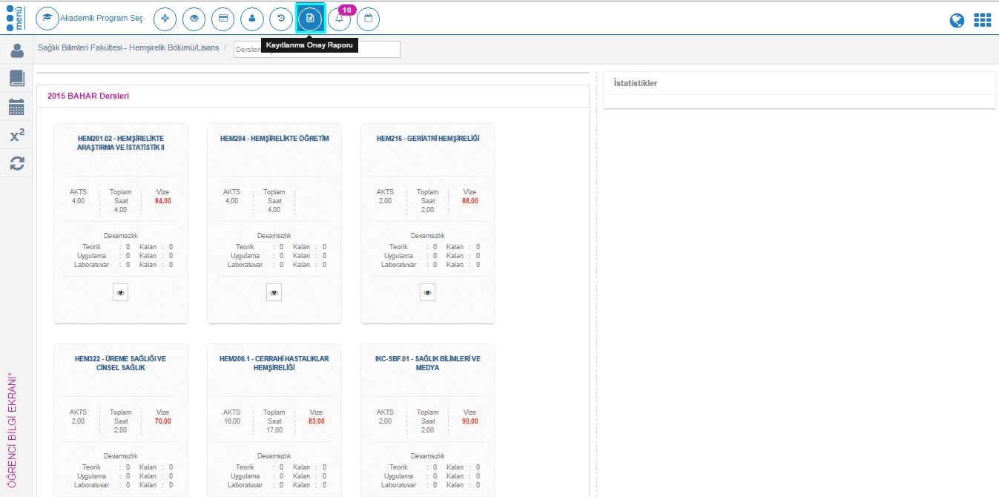 menü
Akademik Program Seç-
10
Kayıtlanma Onay Raporu
Sağlık Bilimleri Fakültesi - Hemşirelik Bölümü/Lisans /
2015 BAHAR Dersleri
İstatistikler
HEM201.02 - HEMŞİRELİKTE
ARAŞTIRMA VE İSTATİSTİK II
AKTS Toplam Vize
4,00 Saat 84,00
4,00
Devamsızlık
Teorik : 0 Kalan : 0
Uygulama : 0 Kalan : 0
Laboratuvar : 0 Kalan : 0
HEM204 - HEMŞİRELİKTE ÖĞRETİM
AKTS Toplam
4,00 Saat
4,00
Devamsızlık
Teorik : 0 Kalan : 0
Uygulama : 0 Kalan : 0
Laboratuvar : 0 Kalan : 0
HEM216 - GERİATRİ HEMŞİRELİĞİ
AKTS Toplam Vize
2,00 Saat 88,00
2,00
Devamsızlık
Teorik : 0 Kalan : 0
Uygulama : 0 Kalan : 0
Laboratuvar : 0 Kalan : 0
HEM322 - ÜREME SAĞLIĞI VE
CİNSEL SAĞLIK
AKTS Toplam Vize
2,00 Saat 70,00
2,00
Devamsızlık
Teorik : 0 Kalan : 0
Uygulama : 0 Kalan : 0
Laboratuvar : 0 Kalan : 0
HEM206.1 - CERRAHİ HASTALIKLAR
HEMŞİRELİĞİ
AKTS Toplam Vize
16,00 Saat 83,00
17,00
Devamsızlık
Teorik : 0 Kalan : 0
Uygulama : 0 Kalan : 0
Laboratuvar : 0 Kalan : 0
IKC-SBF.01 - SAĞLIK BİLİMLERİ VE
MEDYA
AKTS Toplam Vize
2,00 Saat 90,00
2,00
Devamsızlık
Teorik : 0 Kalan : 0
Uygulama : 0 Kalan : 0
Laboratuvar : 0 Kalan : 0
x²
ÖĞRENCİ BİLGİ EKRANI*